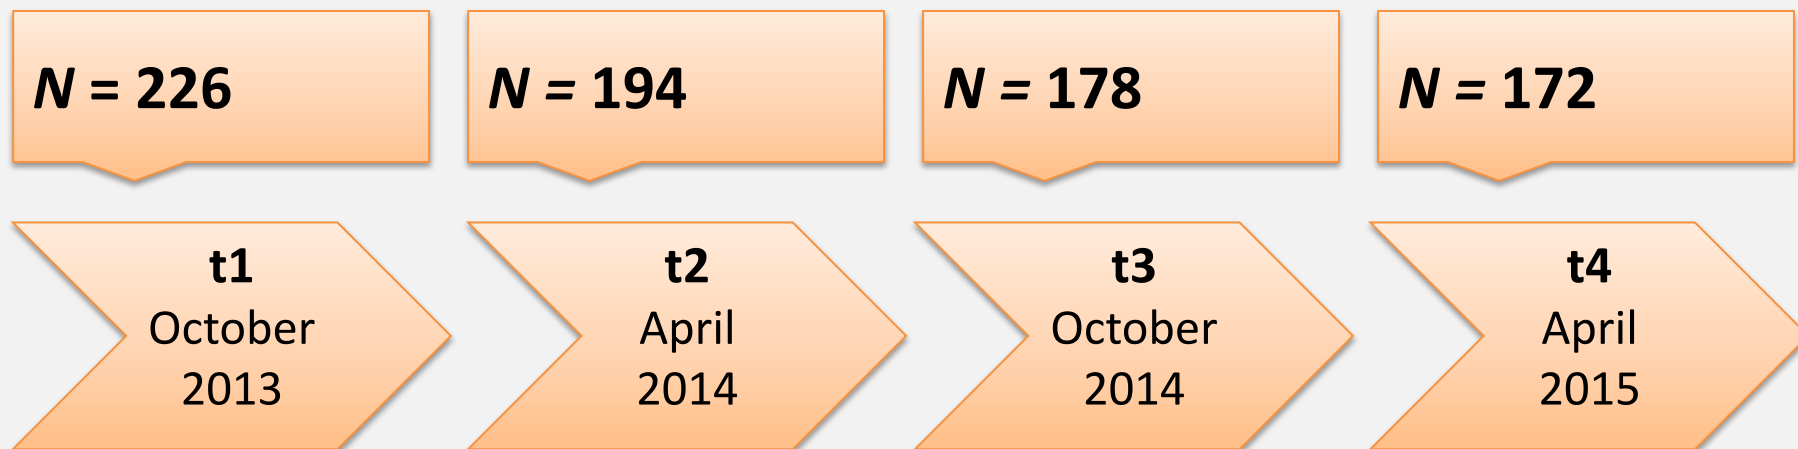 N = 226
N = 194
N = 178
N = 172
t1
October
2013
t2
April
2014
t3
October
2014
t4
April
2015